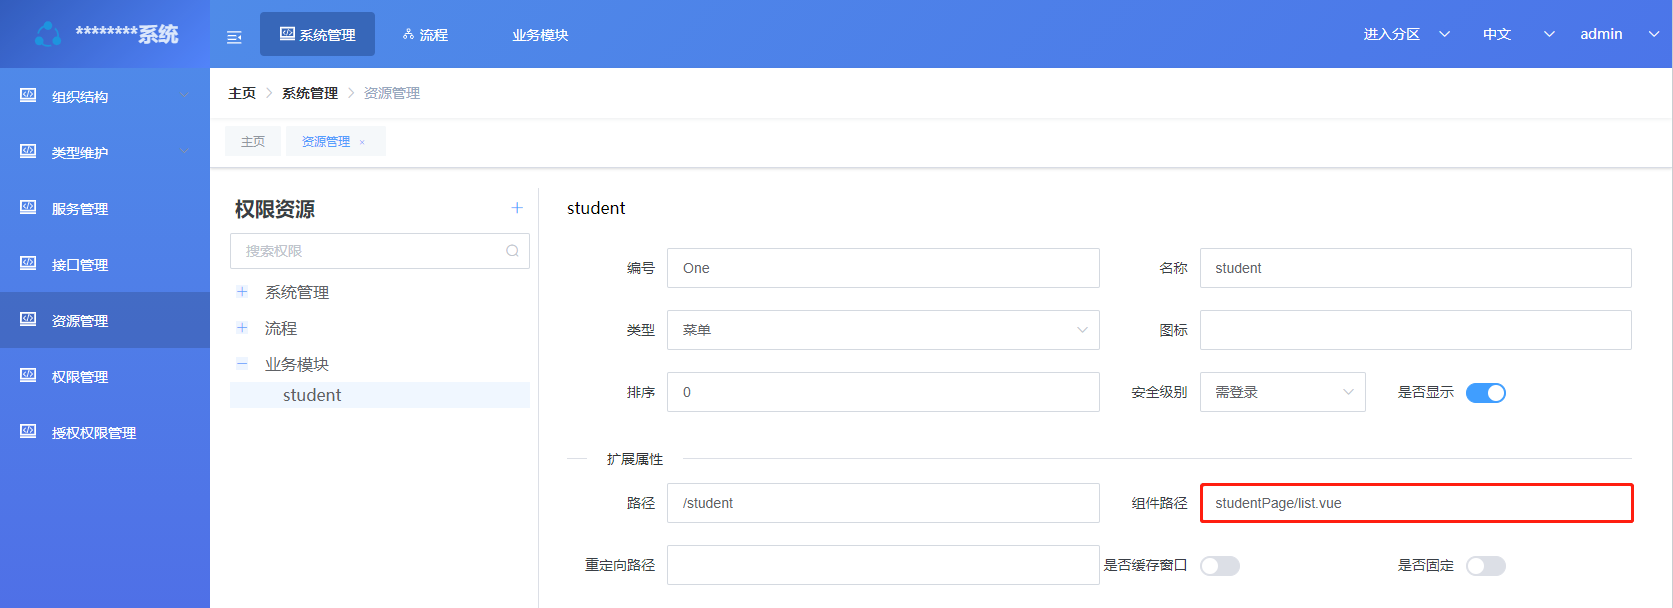 ********系统
系统管理
流程
业务模块
进入分区
中文
admin
组织结构
类型维护
服务管理
接口管理
资源管理
权限管理
授权权限管理
主页 > 系统管理 > 资源管理
主页
资源管理 ×
权限资源 +
搜索权限
系统管理
流程
业务模块
student
student
编号 One
名称 student
类型 菜单
图标
排序 0
安全级别 需登录
是否显示
扩展属性
路径 /student
组件路径 studentPage/list.vue
重定向路径
是否缓存窗口
是否固定